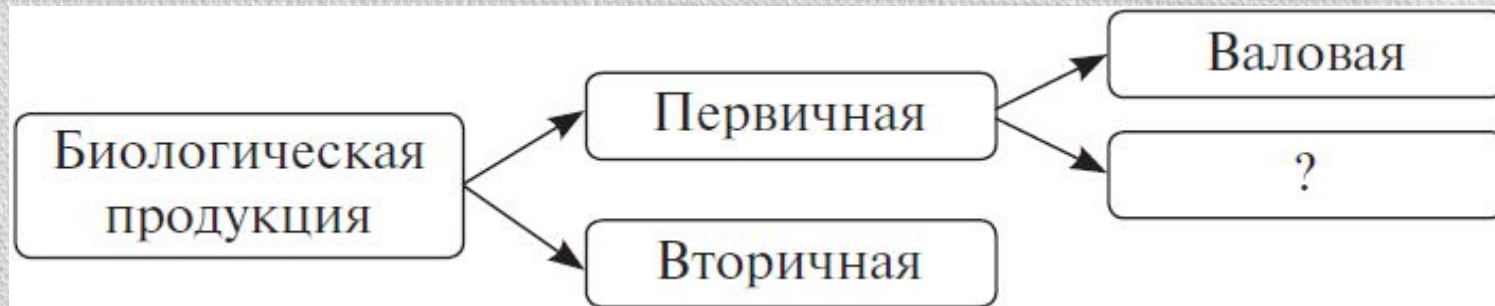 Биологическая
продукция
Первичная
Вторичная
Валовая
?